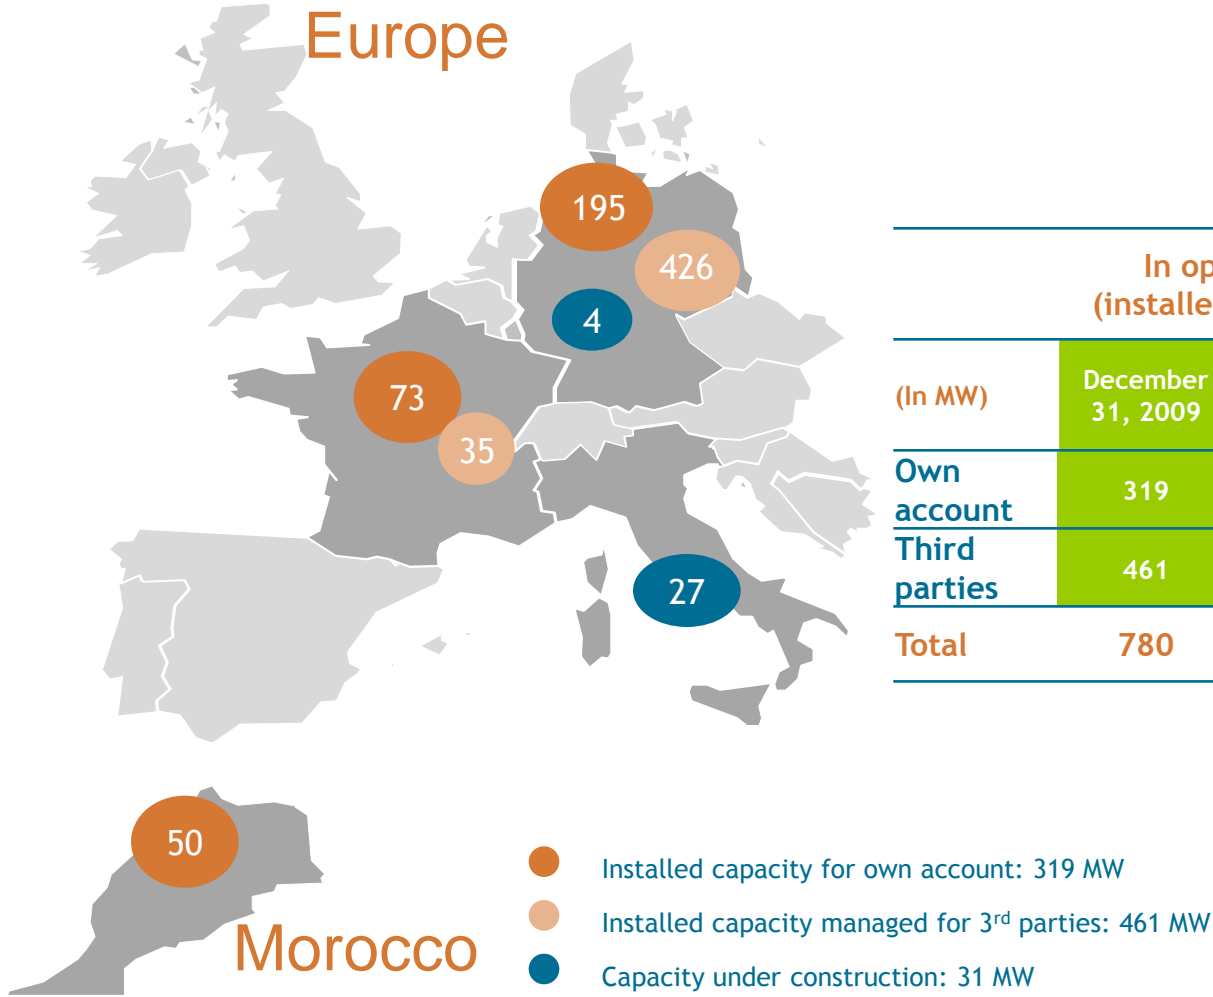 Europe
195
426
4
73
35
27
In op
(installe
(In MW)
December
31, 2009
Own
account
319
Third
parties
461
Total
780
50
Morocco
Installed capacity for own account: 319 MW
Installed capacity managed for 3rd parties: 461 MW
Capacity under construction: 31 MW